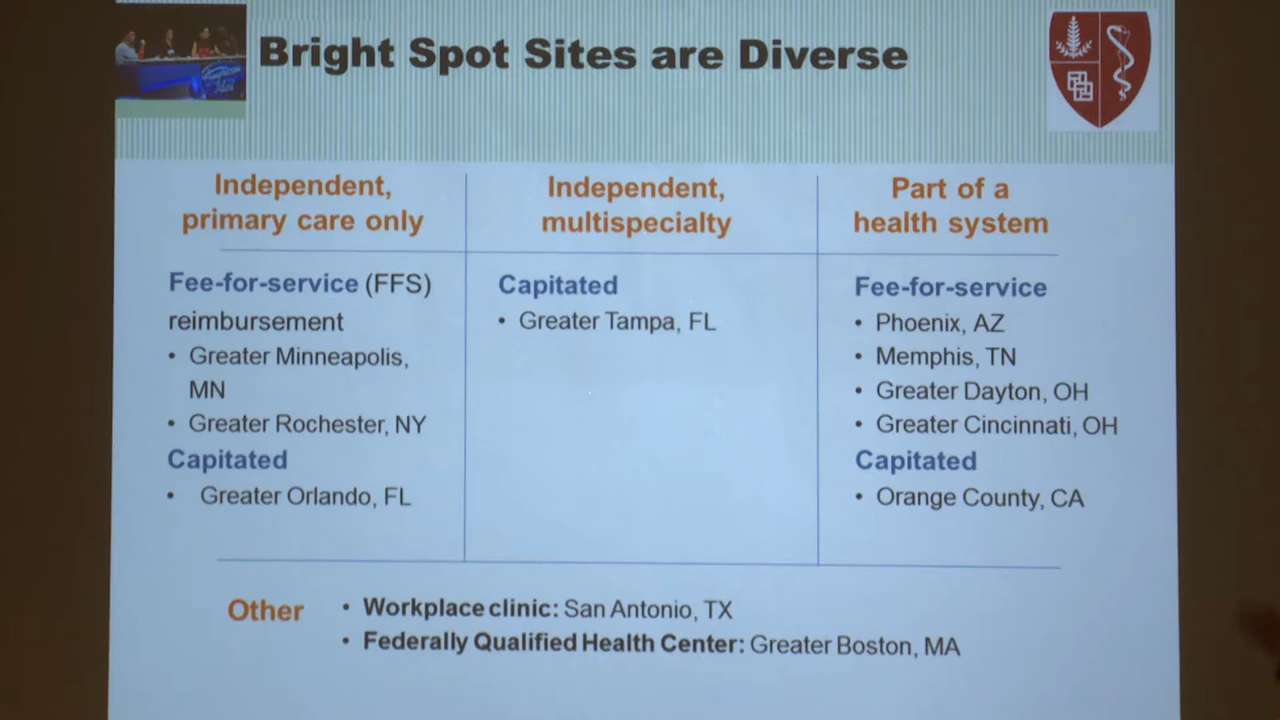 Bright Spot Sites are Diverse
American Idol
Independent,
primary care only
Fee-for-service (FFS)
reimbursement
• Greater Minneapolis,
MN
• Greater Rochester, NY
Capitated
• Greater Orlando, FL
Independent,
multispecialty
Capitated
• Greater Tampa, FL
Part of a
health system
Fee-for-service
• Phoenix, AZ
• Memphis, TN
• Greater Dayton, OH
• Greater Cincinnati, OH
Capitated
• Orange County, CA
Other
• Workplace clinic: San Antonio, TX
• Federally Qualified Health Center: Greater Boston, MA